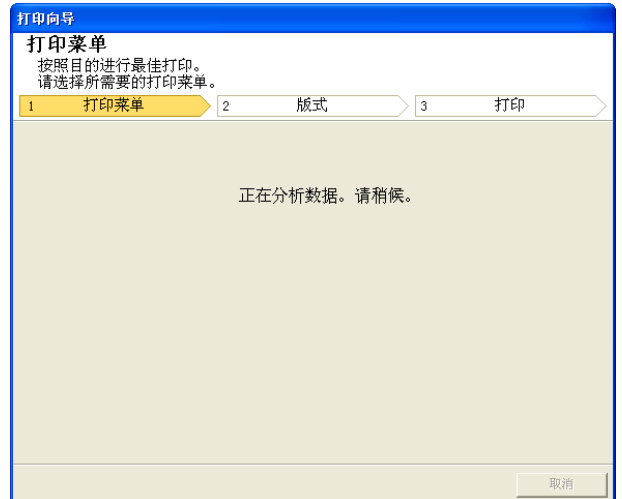 打印向导
打印菜单
按照目的进行最佳打印。
请选择所需要的打印菜单。
1 打印菜单 2 版式 3 打印
正在分析数据。请稍候。
取消